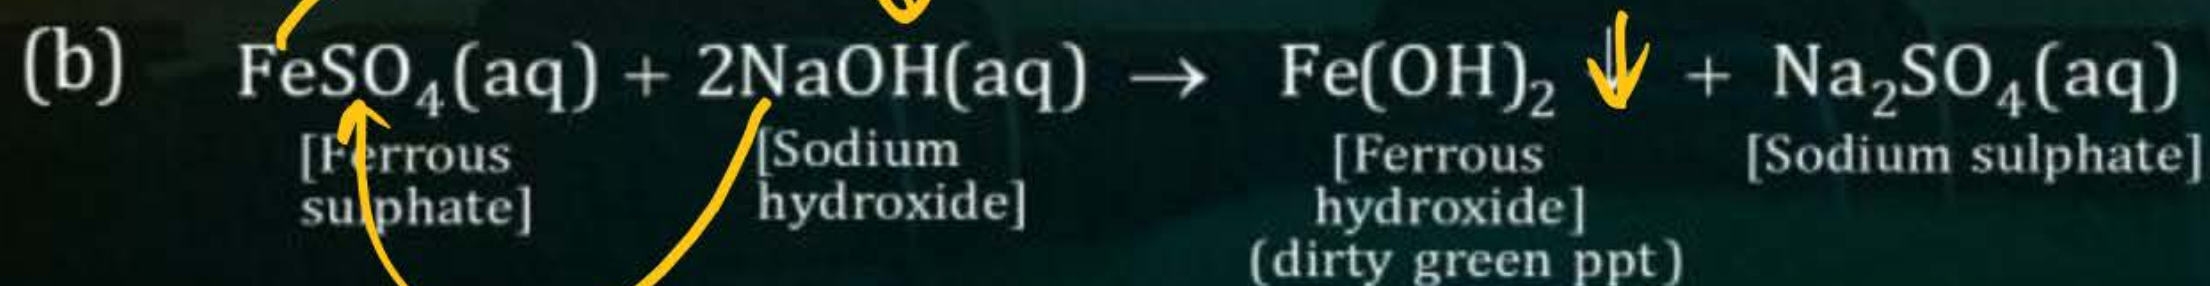 (b) FeSO₄(aq) + 2NaOH(aq) → Fe(OH)₂ ↓ + Na₂SO₄(aq)
[Ferrous [Sodium [Ferrous [Sodium sulphate]
sulphate] hydroxide] hydroxide]
(dirty green ppt)